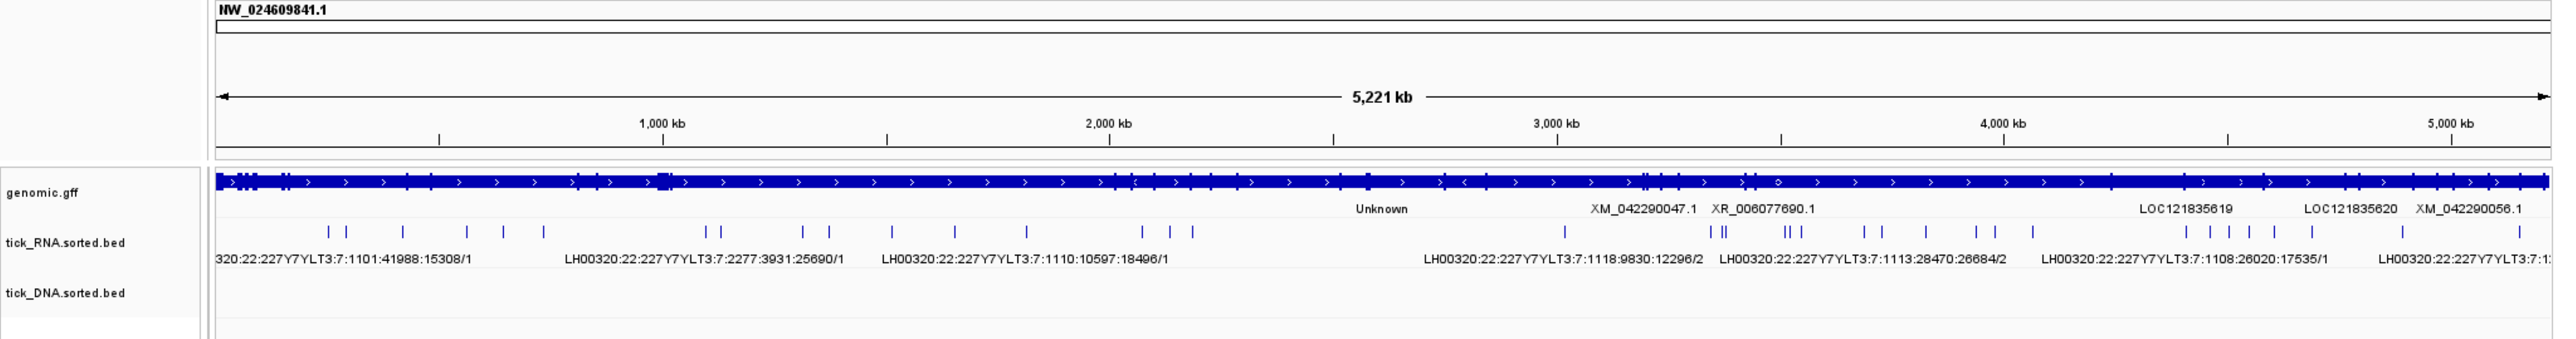 NW_024609841.1
5,221 kb
1,000 kb 2,000 kb 3,000 kb 4,000 kb 5,000 kb
genomic.gff
Unknown XM_042290047.1 XR_006077690.1 LOC121835619 LOC121835620 XM_042290056.1
tick_RNA.sorted.bed
320:22:227Y7YLT3:7:1101:41988:15308/1 LH00320:22:227Y7YLT3:7:2277:3931:25690/1 LH00320:22:227Y7YLT3:7:1110:10597:18496/1 LH00320:22:227Y7YLT3:7:1118:9830:12296/2 LH00320:22:227Y7YLT3:7:1113:28470:26684/2 LH00320:22:227Y7YLT3:7:1108:26020:17535/1 LH00320:22:227Y7YLT3:7:1
tick_DNA.sorted.bed